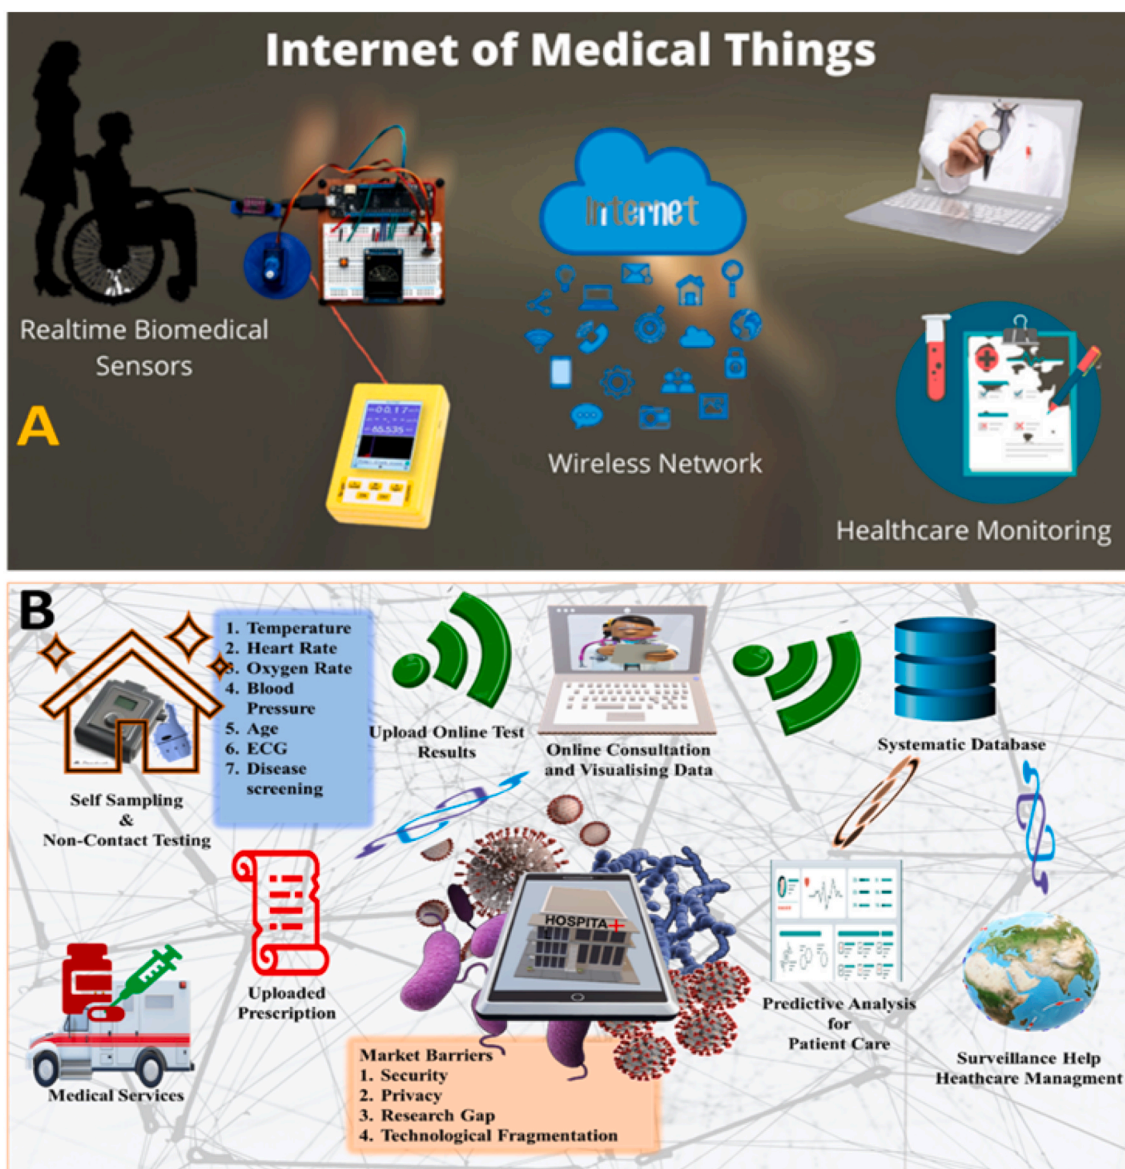 Internet of Medical Things
Internet
Realtime Biomedical
Sensors
A
Wireless Network
Healthcare Monitoring
B
1. Temperature
2. Heart Rate
3. Oxygen Rate
4. Blood
Pressure
5. Age
6. ECG
7. Disease
screening
Self Sampling
&
Non-Contact Testing
Upload Online Test
Results
Online Consultation
and Visualising Data
Systematic Database
Uploaded
Prescription
HOSPITA
Predictive Analysis
for
Patient Care
Surveillance Help
Heathcare Managment
Medical Services
Market Barriers
1. Security
2. Privacy
3. Research Gap
4. Technological Fragmentation